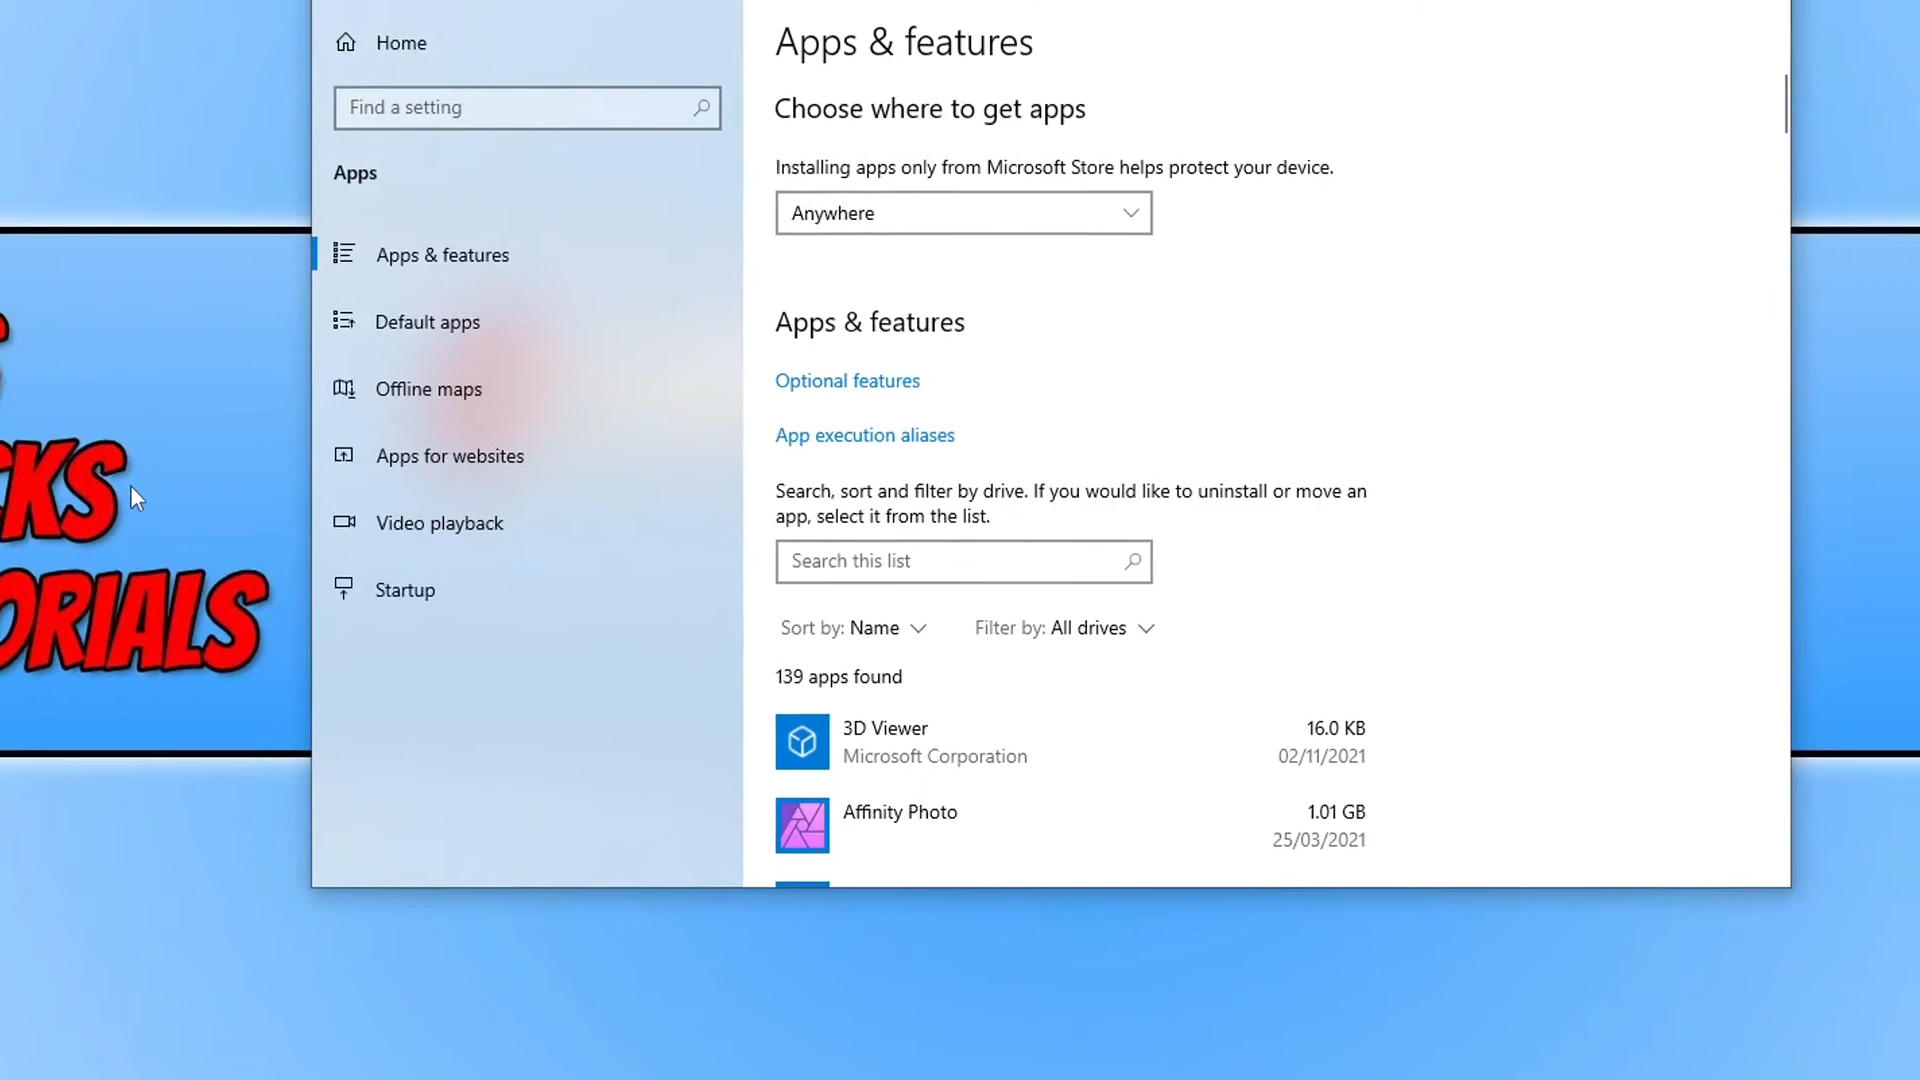 Home
Find a setting
Apps
Apps & features
Default apps
Offline maps
Apps for websites
Video playback
Startup
Apps & features
Choose where to get apps
Installing apps only from Microsoft Store helps protect your device.
Anywhere
Apps & features
Optional features
App execution aliases
Search, sort and filter by drive. If you would like to uninstall or move an
app, select it from the list.
Search this list
Sort by: Name Filter by: All drives
139 apps found
3D Viewer 16.0 KB
Microsoft Corporation 02/11/2021
Affinity Photo 1.01 GB
25/03/2021
CKS
ORIALS